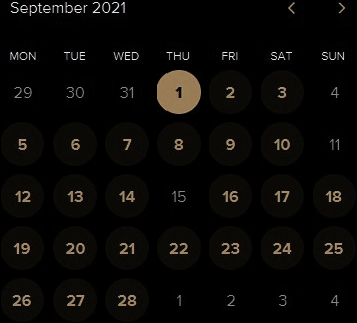 September 2021
MON TUE WED THU FRI SAT SUN
29 30 31 1 2 3 4
5 6 7 8 9 10 11
12 13 14 15 16 17 18
19 20 21 22 23 24 25
26 27 28 1 2 3 4